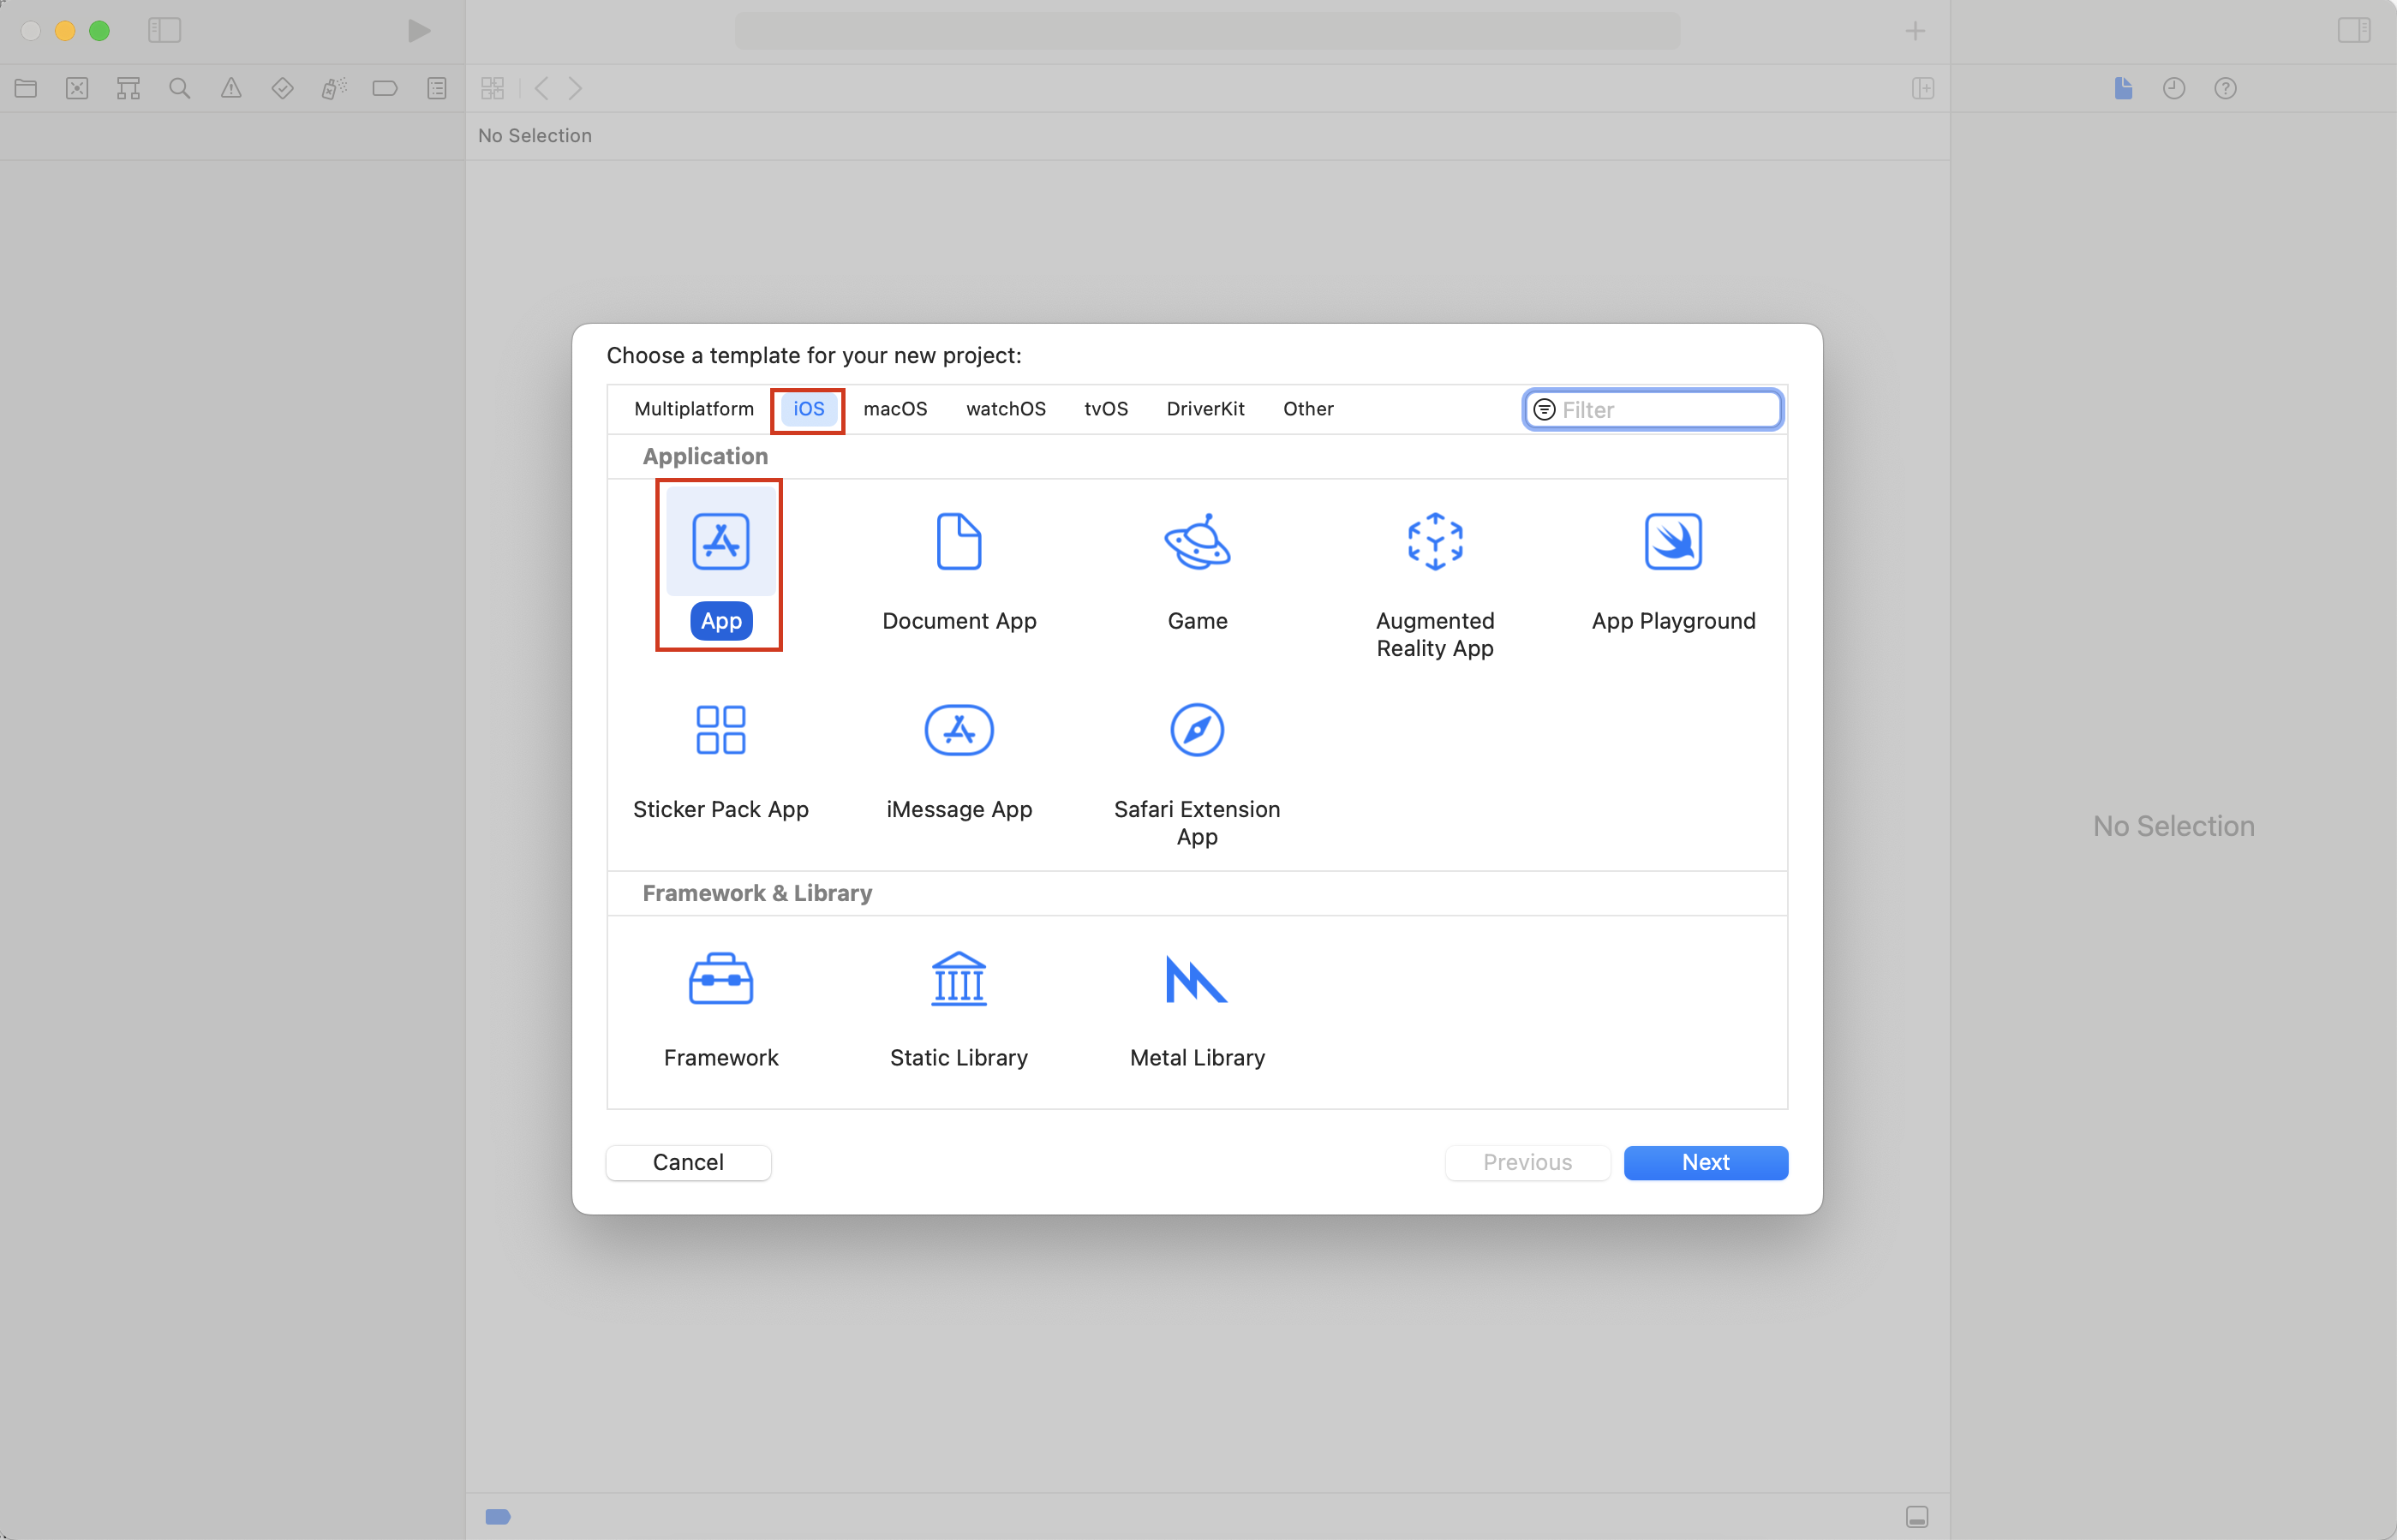 No Selection
Choose a template for your new project:
Multiplatform iOS macOS watchOS tvOS DriverKit Other Filter
Application
App Document App Game Augmented Reality App App Playground
Sticker Pack App iMessage App Safari Extension App
Framework & Library
Framework Static Library Metal Library
Cancel Previous Next
No Selection